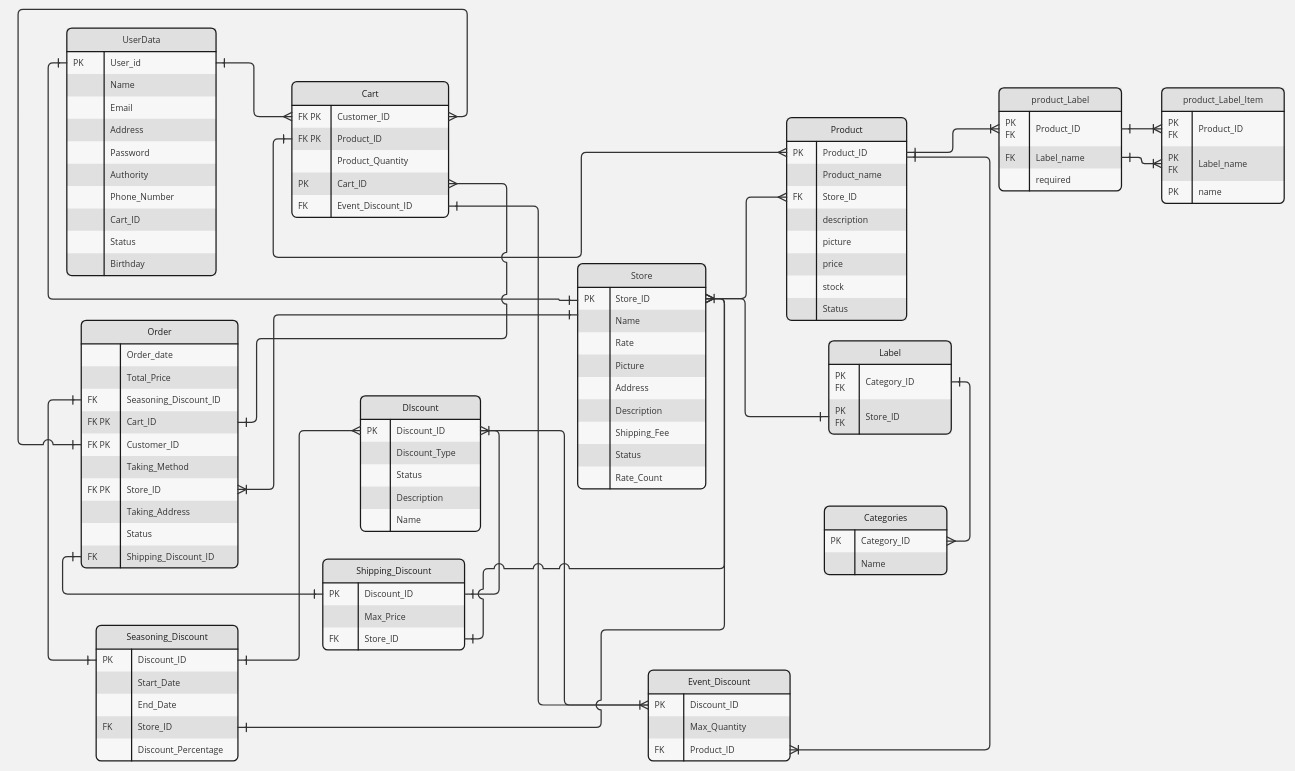 UserData
PK User_id
Name
Email
Address
Password
Authority
Phone_Number
Cart_ID
Status
Birthday
Cart
FK PK Customer_ID
FK PK Product_ID
Product_Quantity
PK Cart_ID
FK Event_Discount_ID
Product
PK Product_ID
Product_name
FK Store_ID
description
picture
price
stock
Status
product_Label
PK
FK Product_ID
FK Label_name
required
product_Label_Item
PK
FK Product_ID
PK
FK Label_name
PK name
Store
PK Store_ID
Name
Rate
Picture
Address
Description
Shipping_Fee
Status
Rate_Count
Order
Order_date
Total_Price
FK Seasoning_Discount_ID
FK PK Cart_ID
FK PK Customer_ID
Taking_Method
FK PK Store_ID
Taking_Address
Status
FK Shipping_Discount_ID
DIscount
PK Discount_ID
Discount_Type
Status
Description
Name
Label
PK
FK Category_ID
PK
FK Store_ID
Categories
PK Category_ID
Name
Shipping_Discount
PK Discount_ID
Max_Price
FK Store_ID
Seasoning_Discount
PK Discount_ID
Start_Date
End_Date
FK Store_ID
Discount_Percentage
Event_Discount
PK Discount_ID
Max_Quantity
FK Product_ID